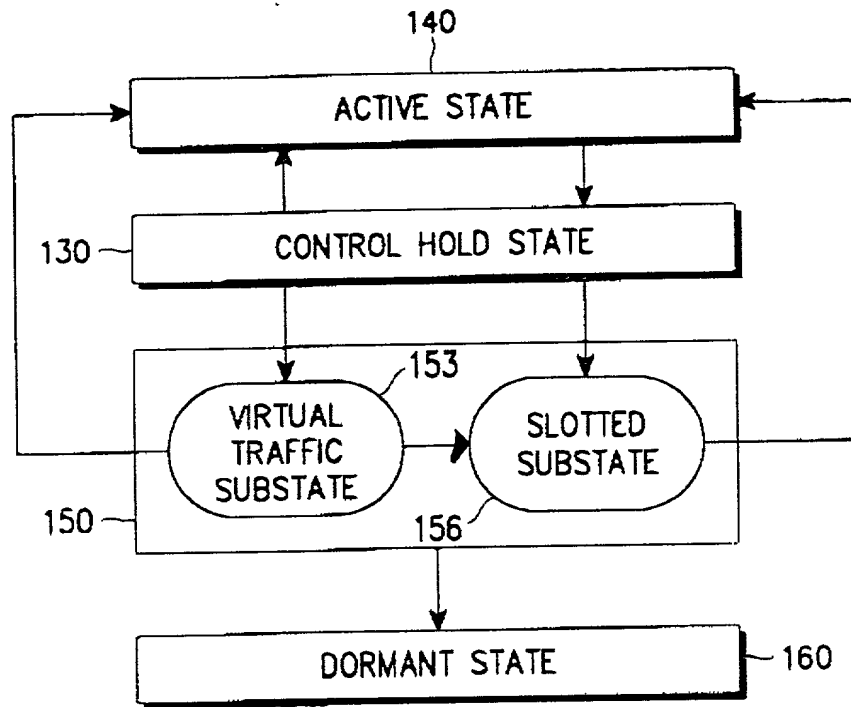 140
ACTIVE STATE
130
CONTROL HOLD STATE
153
VIRTUAL
TRAFFIC
SUBSTATE
SLOTTED
SUBSTATE
150
156
DORMANT STATE
160